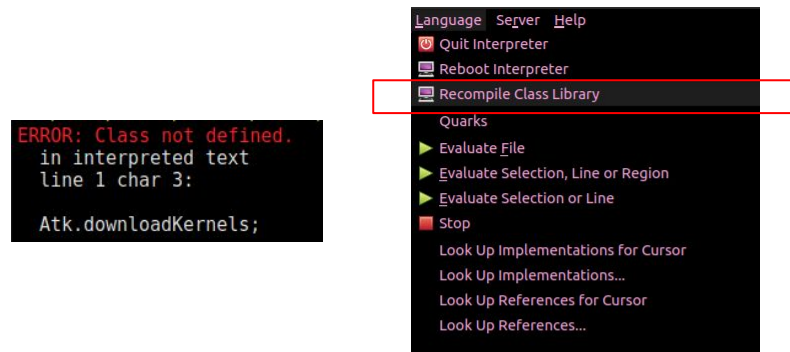 ERROR: Class not defined.
in interpreted text
line 1 char 3:
Atk.downloadKernels;
Language Server Help
Quit Interpreter
Reboot Interpreter
Recompile Class Library
Quarks
Evaluate File
Evaluate Selection, Line or Region
Evaluate Selection or Line
Stop
Look Up Implementations for Cursor
Look Up Implementations...
Look Up References for Cursor
Look Up References...